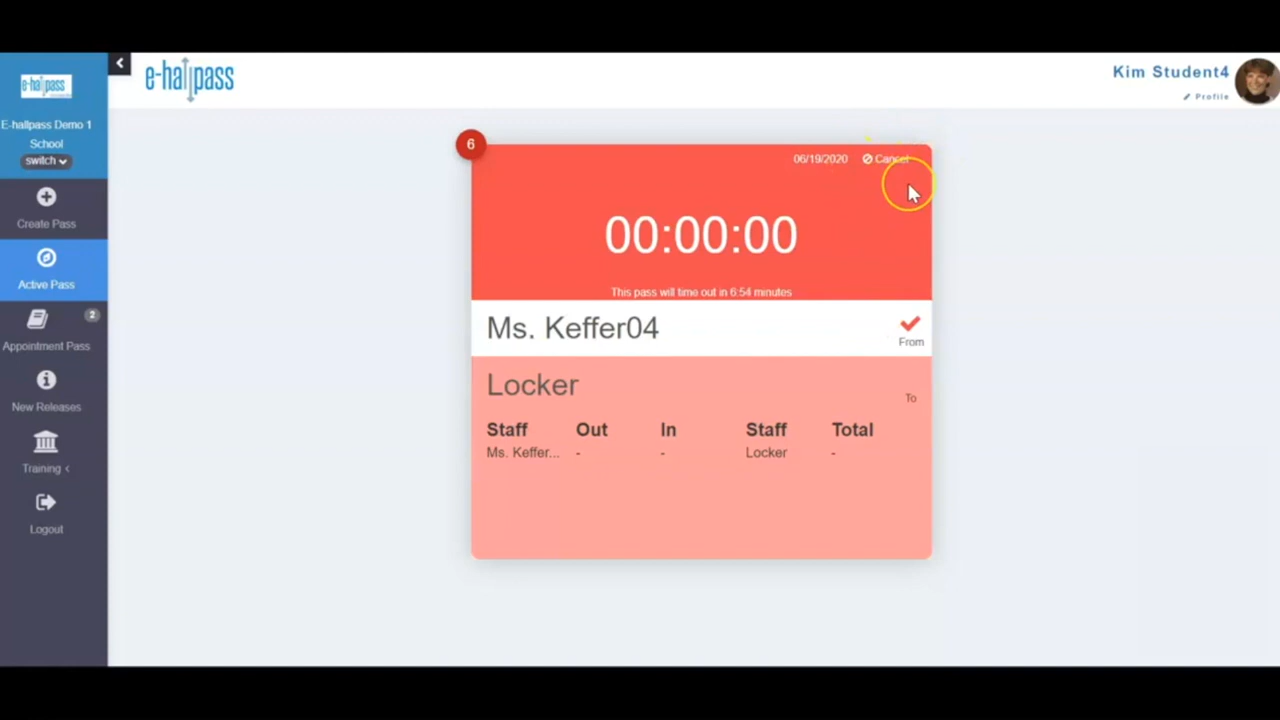 e-hallpass
E-hallpass Demo 1
School
switch
Create Pass
Active Pass
2
Appointment Pass
New Releases
Training <
Logout
e-hallpass
Kim Student4
Profile
6
06/19/2020 Cancel
00:00:00
This pass will time out in 6:54 minutes
Ms. Keffer04
From
Locker
To
Staff Out In Staff Total
Ms. Keffer... - - Locker -